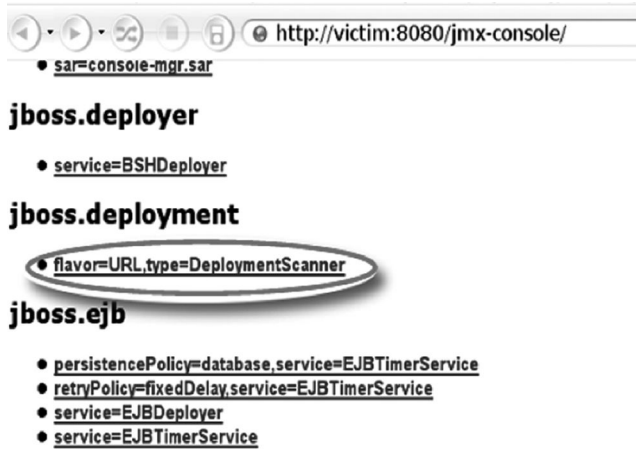 http://victim:8080/jmx-console/
sar=console-mgr.sar
jboss.deployer
service=BSHDeployer
jboss.deployment
flavor=URL,type=DeploymentScanner
jboss.ejb
persistencePolicy=database,service=EJBTimerService
retryPolicy=fixedDelay,service=EJBTimerService
service=EJBDeployer
service=EJBTimerService